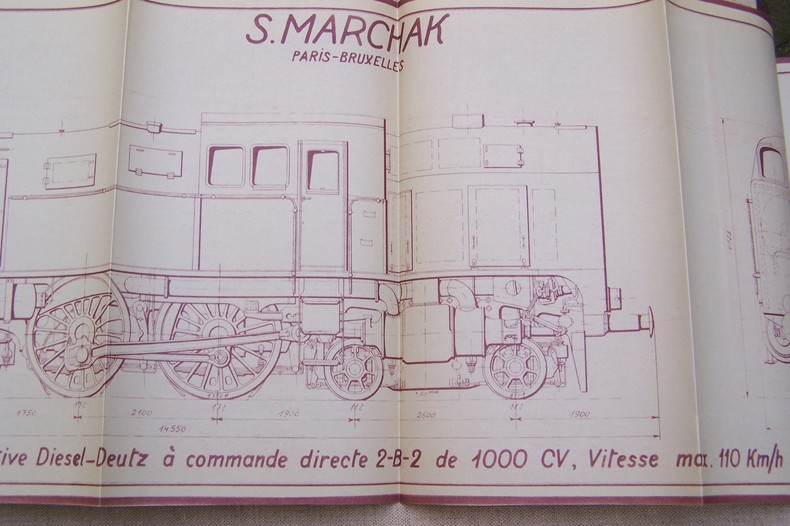 S. MARCHAK
PARIS-BRUXELLES
1750
2100
1900
2600
1900
14550
tive Diesel-Deutz à commande directe 2-B-2 de 1000 CV, Vitesse max. 110 Km/h